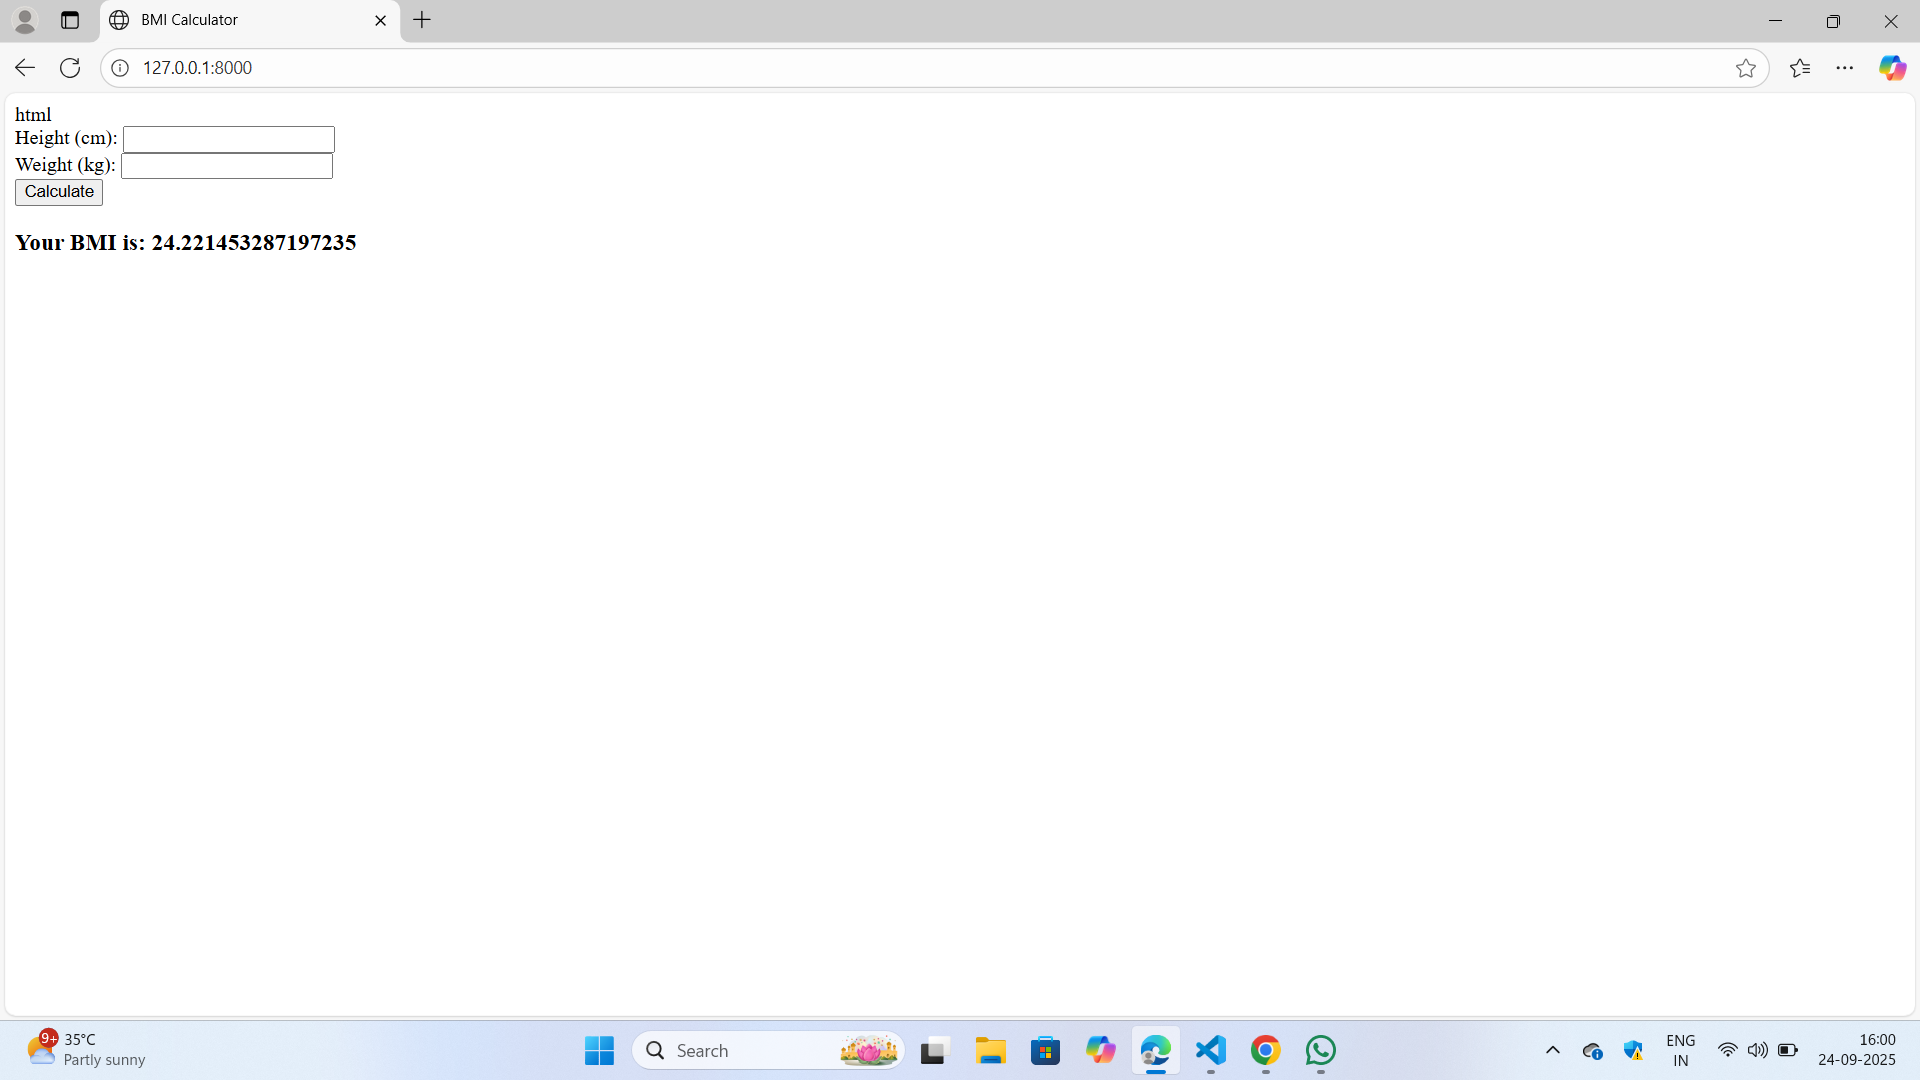 BMI Calculator
127.0.0.1:8000
html
Height (cm):
Weight (kg):
Calculate
Your BMI is: 24.221453287197235
9+
35°C
Partly sunny
Search
ENG
IN
16:00
24-09-2025